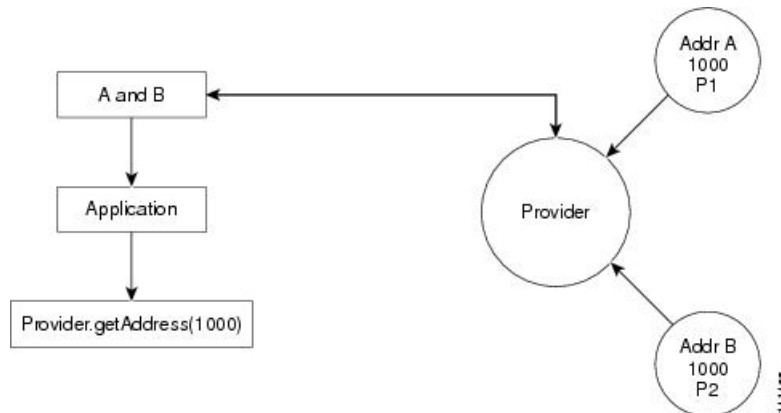 Addr A
1000
P1
A and B
Application
Provider
Provider.getAddress(1000)
Addr B
1000
P2